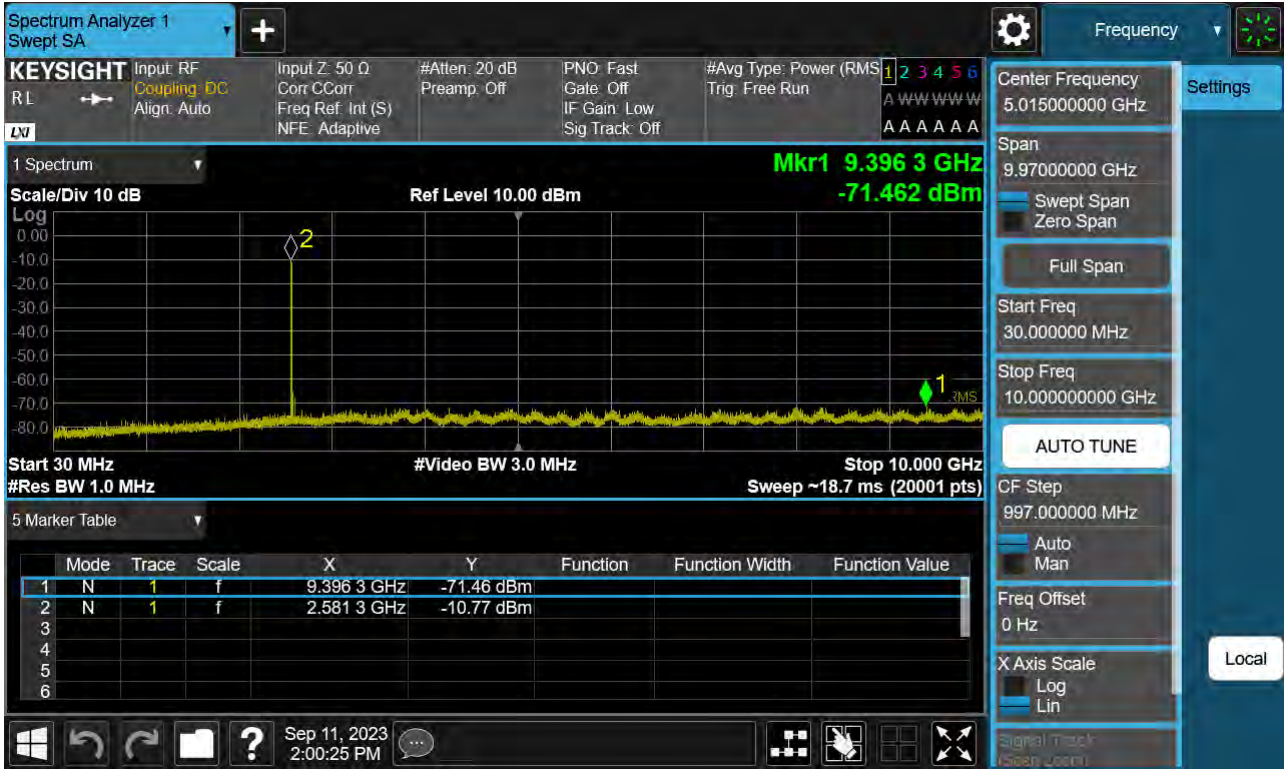 Spectrum Analyzer 1
Swept SA
+
Frequency
KEYSIGHT
RL
LXI
Input: RF
Coupling: DC
Align: Auto
Input Z: 50 Ω
Corr CCorr
Freq Ref: Int (S)
NFE: Adaptive
#Atten: 20 dB
Preamp: Off
PNO: Fast
Gate: Off
IF Gain: Low
Sig Track: Off
#Avg Type: Power (RMS
Trig: Free Run
1 2 3 4 5 6
A W W W W W
A A A A A A
1 Spectrum
Scale/Div 10 dB
Ref Level 10.00 dBm
Mkr1 9.396 3 GHz
-71.462 dBm
Log
0.00
-10.0
-20.0
-30.0
-40.0
-50.0
-60.0
-70.0
-80.0
2
1
RMS
Start 30 MHz
#Video BW 3.0 MHz
Stop 10.000 GHz
#Res BW 1.0 MHz
Sweep ~18.7 ms (20001 pts)
5 Marker Table
Mode Trace Scale X Y Function Function Width Function Value
1 N 1 f 9.396 3 GHz -71.46 dBm
2 N 1 f 2.581 3 GHz -10.77 dBm
3
4
5
6
Center Frequency
5.015000000 GHz
Settings
Span
9.97000000 GHz
Swept Span
Zero Span
Full Span
Start Freq
30.000000 MHz
Stop Freq
10.000000000 GHz
AUTO TUNE
CF Step
997.000000 MHz
Auto
Man
Freq Offset
0 Hz
X Axis Scale
Log
Lin
Signal Track
(Span Zoom)
Local
?
Sep 11, 2023
2:00:25 PM